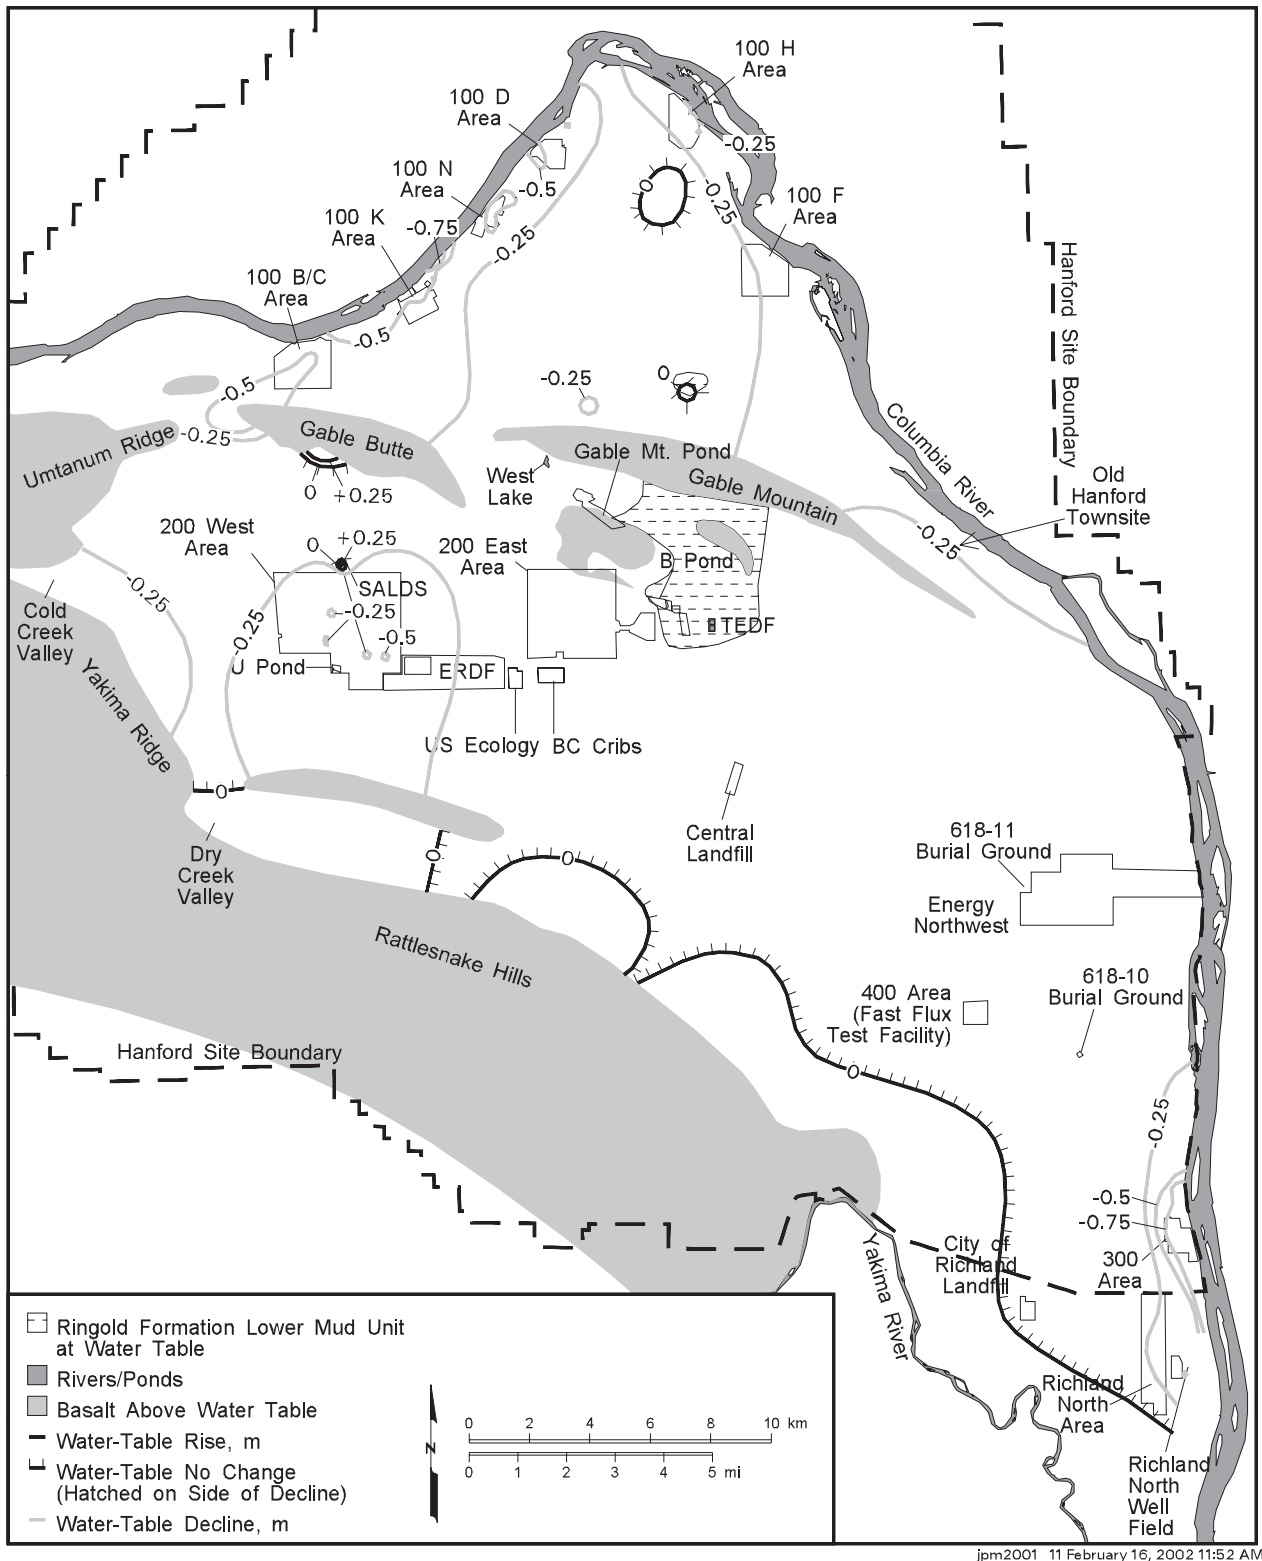 100 H
Area
100 D
Area
-0.25
100 N
Area
-0.5
0
-0.25
100 F
Area
100 K
Area
-0.75
-0.25
Hanford Site Boundary
100 B/C
Area
-0.5
-0.5
-0.25
0
-0.25
Columbia River
Umtanum Ridge
Gable Butte
Gable Mt. Pond
West
Lake
Gable Mountain
Old
Hanford
Townsite
0
+0.25
200 West
Area
0
+0.25
200 East
Area
-0.25
B Pond
SALDS
-0.25
-0.25
-0.25
-0.5
Cold
Creek
Valley
TEDF
U Pond
ERDF
Yakima Ridge
US Ecology
BC Cribs
0
Central
Landfill
618-11
Burial Ground
Dry
Creek
Valley
0
0
Energy
Northwest
Rattlesnake Hills
618-10
Burial Ground
400 Area
(Fast Flux
Test Facility)
Hanford Site Boundary
0
-0.25
-0.5
-0.75
City of
Richland
Landfill
300
Area
Yakima River
Richland
North
Area
Richland
North
Well
Field
Ringold Formation Lower Mud Unit
at Water Table
Rivers/Ponds
Basalt Above Water Table
Water-Table Rise, m
Water-Table No Change
(Hatched on Side of Decline)
Water-Table Decline, m
N
0 2 4 6 8 10 km
0 1 2 3 4 5 mi
jpm2001 11 February 16, 2002 11:52 AM